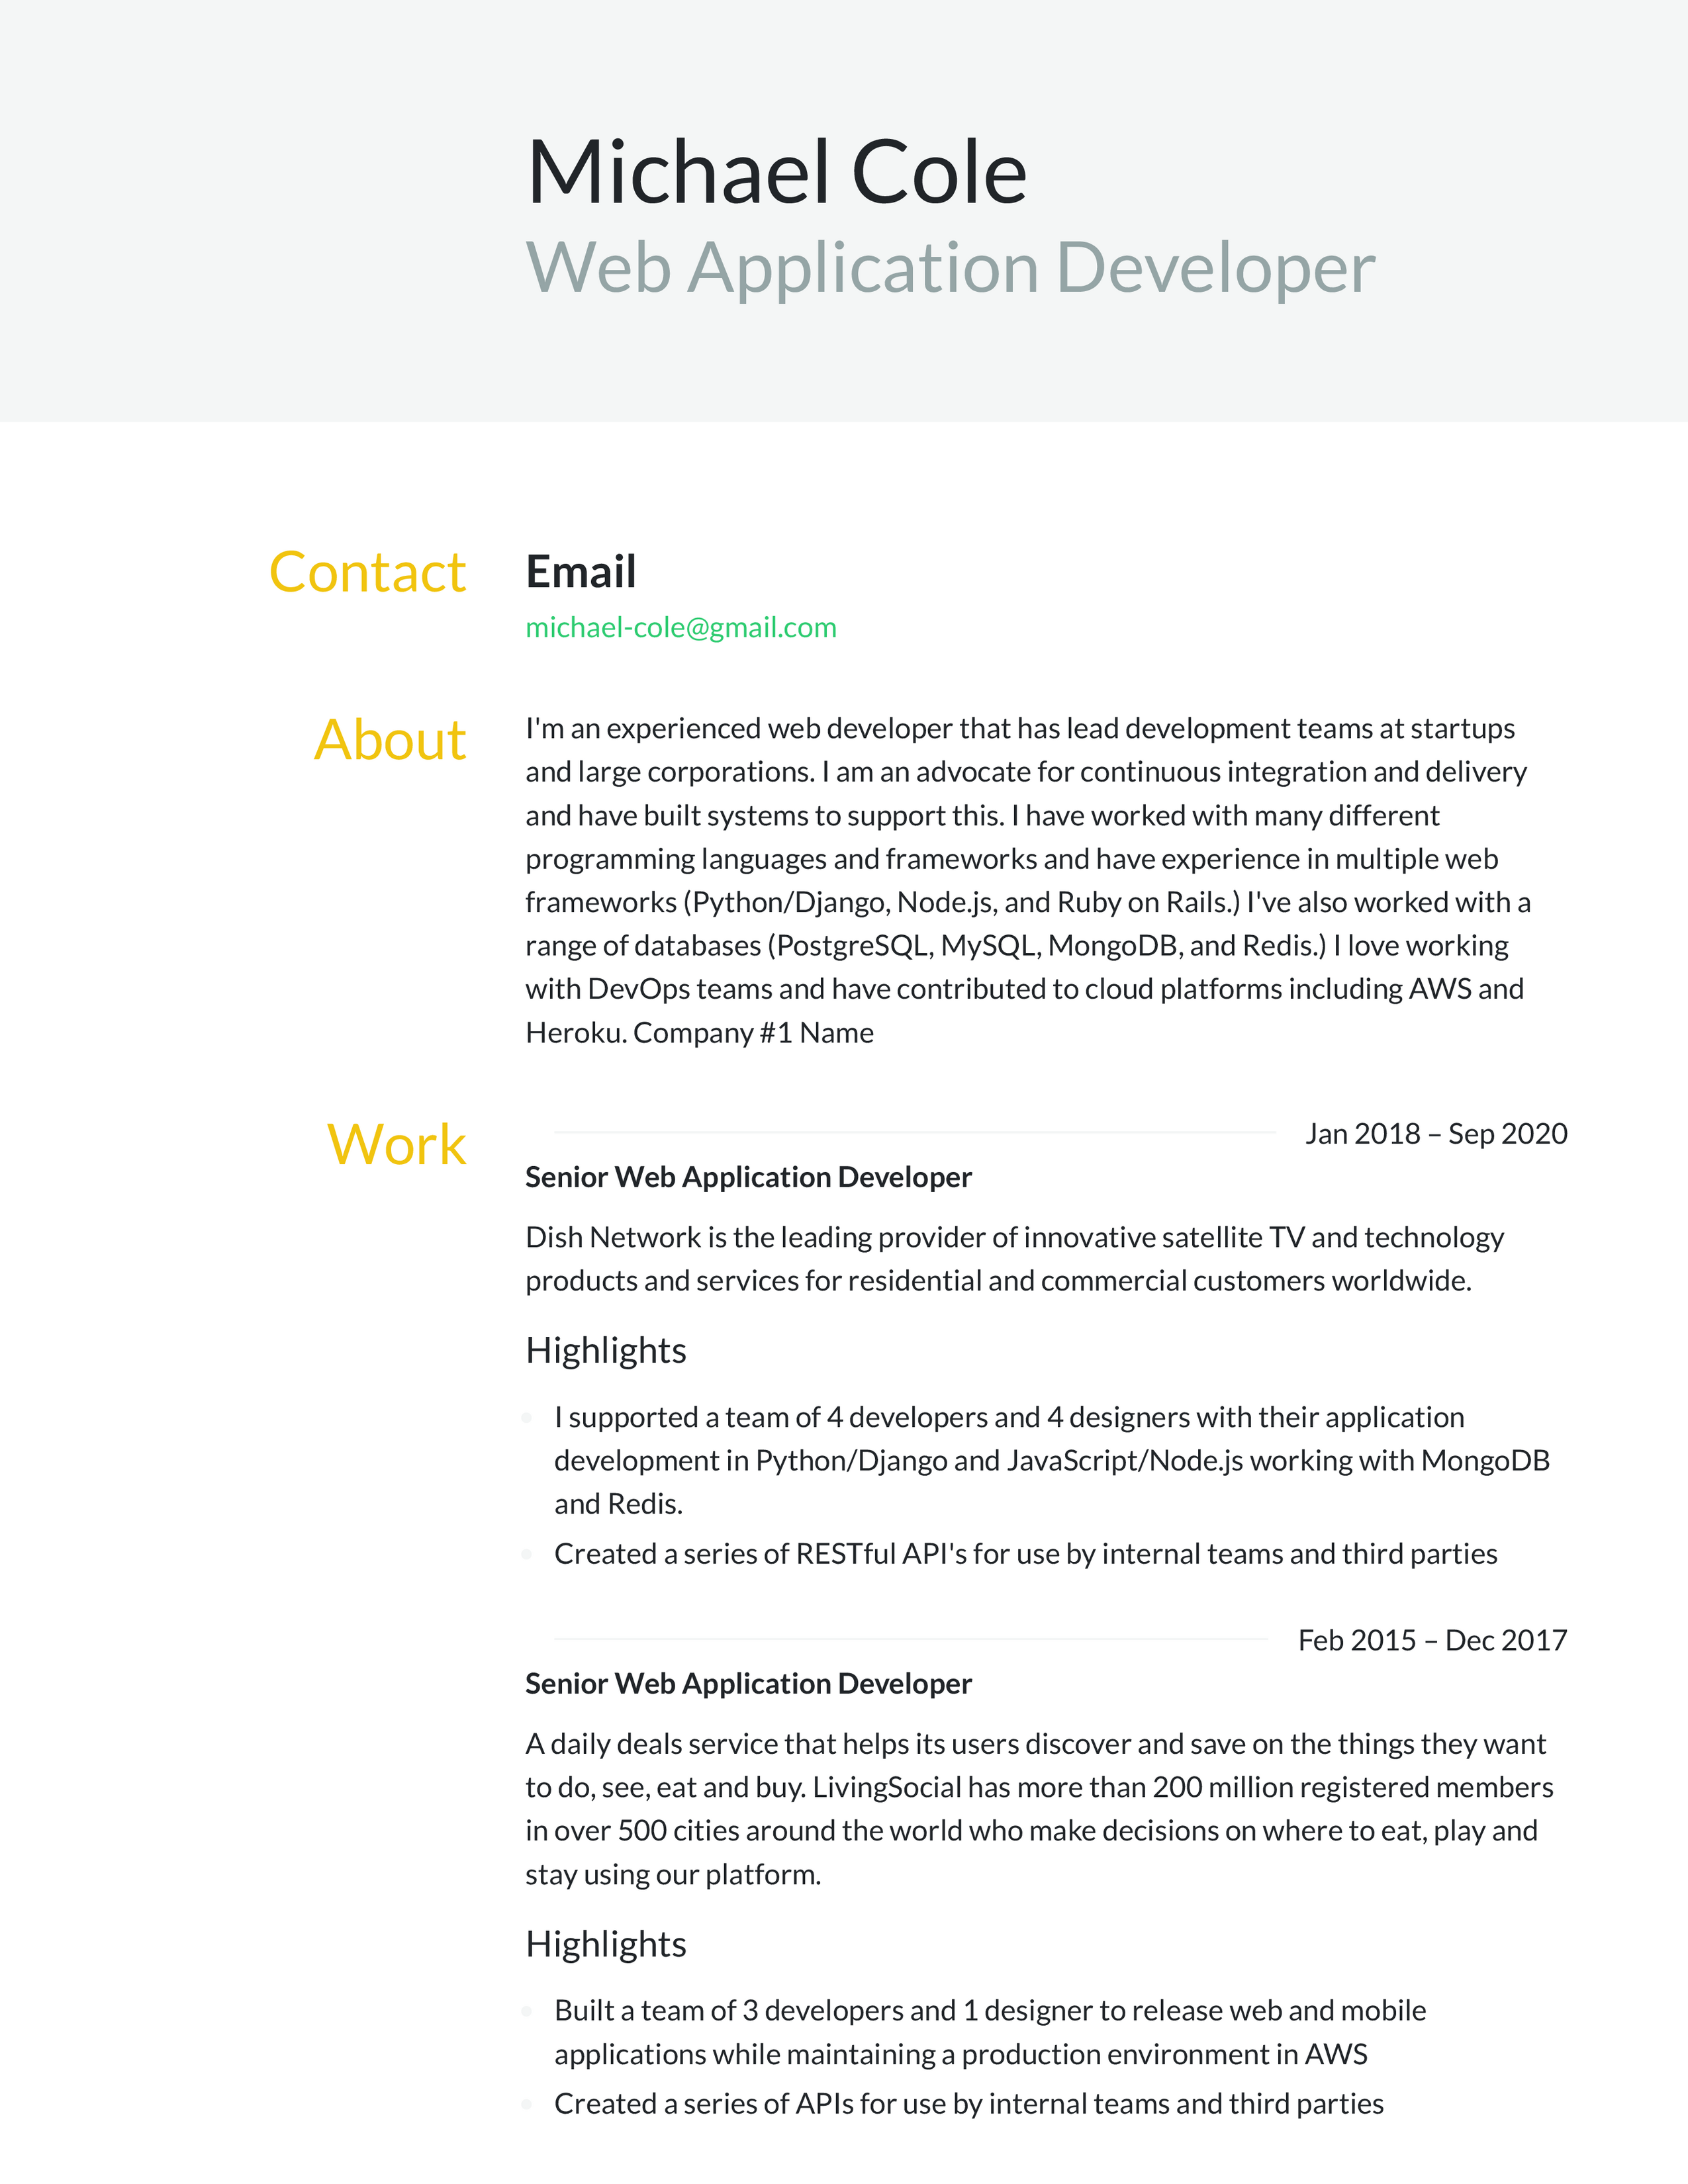 Michael Cole
Web Application Developer
Contact
Email
michael-cole@gmail.com
About
I'm an experienced web developer that has lead development teams at startups
and large corporations. I am an advocate for continuous integration and delivery
and have built systems to support this. I have worked with many different
programming languages and frameworks and have experience in multiple web
frameworks (Python/Django, Node.js, and Ruby on Rails.) I've also worked with a
range of databases (PostgreSQL, MySQL, MongoDB, and Redis.) I love working
with DevOps teams and have contributed to cloud platforms including AWS and
Heroku. Company #1 Name
Work
Jan 2018 – Sep 2020
Senior Web Application Developer
Dish Network is the leading provider of innovative satellite TV and technology
products and services for residential and commercial customers worldwide.
Highlights
I supported a team of 4 developers and 4 designers with their application
development in Python/Django and JavaScript/Node.js working with MongoDB
and Redis.
Created a series of RESTful API's for use by internal teams and third parties
Feb 2015 – Dec 2017
Senior Web Application Developer
A daily deals service that helps its users discover and save on the things they want
to do, see, eat and buy. LivingSocial has more than 200 million registered members
in over 500 cities around the world who make decisions on where to eat, play and
stay using our platform.
Highlights
Built a team of 3 developers and 1 designer to release web and mobile
applications while maintaining a production environment in AWS
Created a series of APIs for use by internal teams and third parties